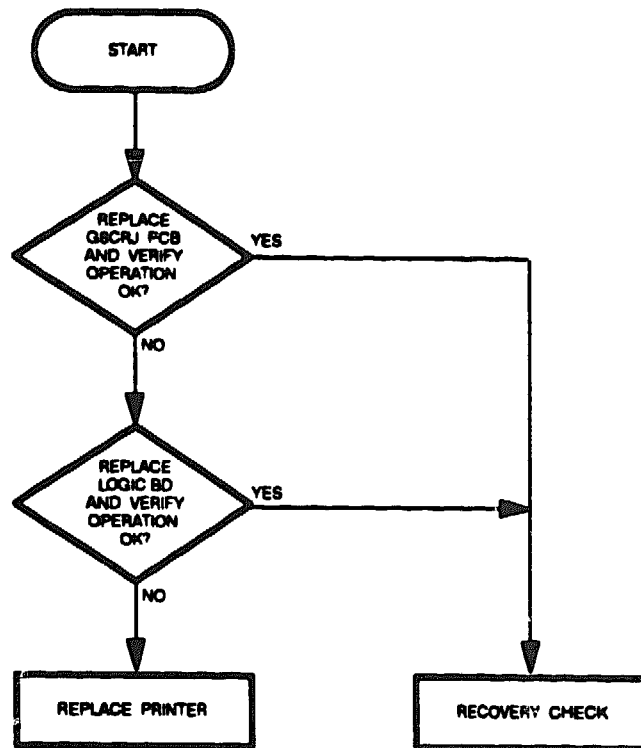 START
REPLACE
GSCRJ PCB
AND VERIFY
OPERATION
OK?
YES
NO
REPLACE
LOGIC BD
AND VERIFY
OPERATION
OK?
YES
NO
REPLACE PRINTER
RECOVERY CHECK